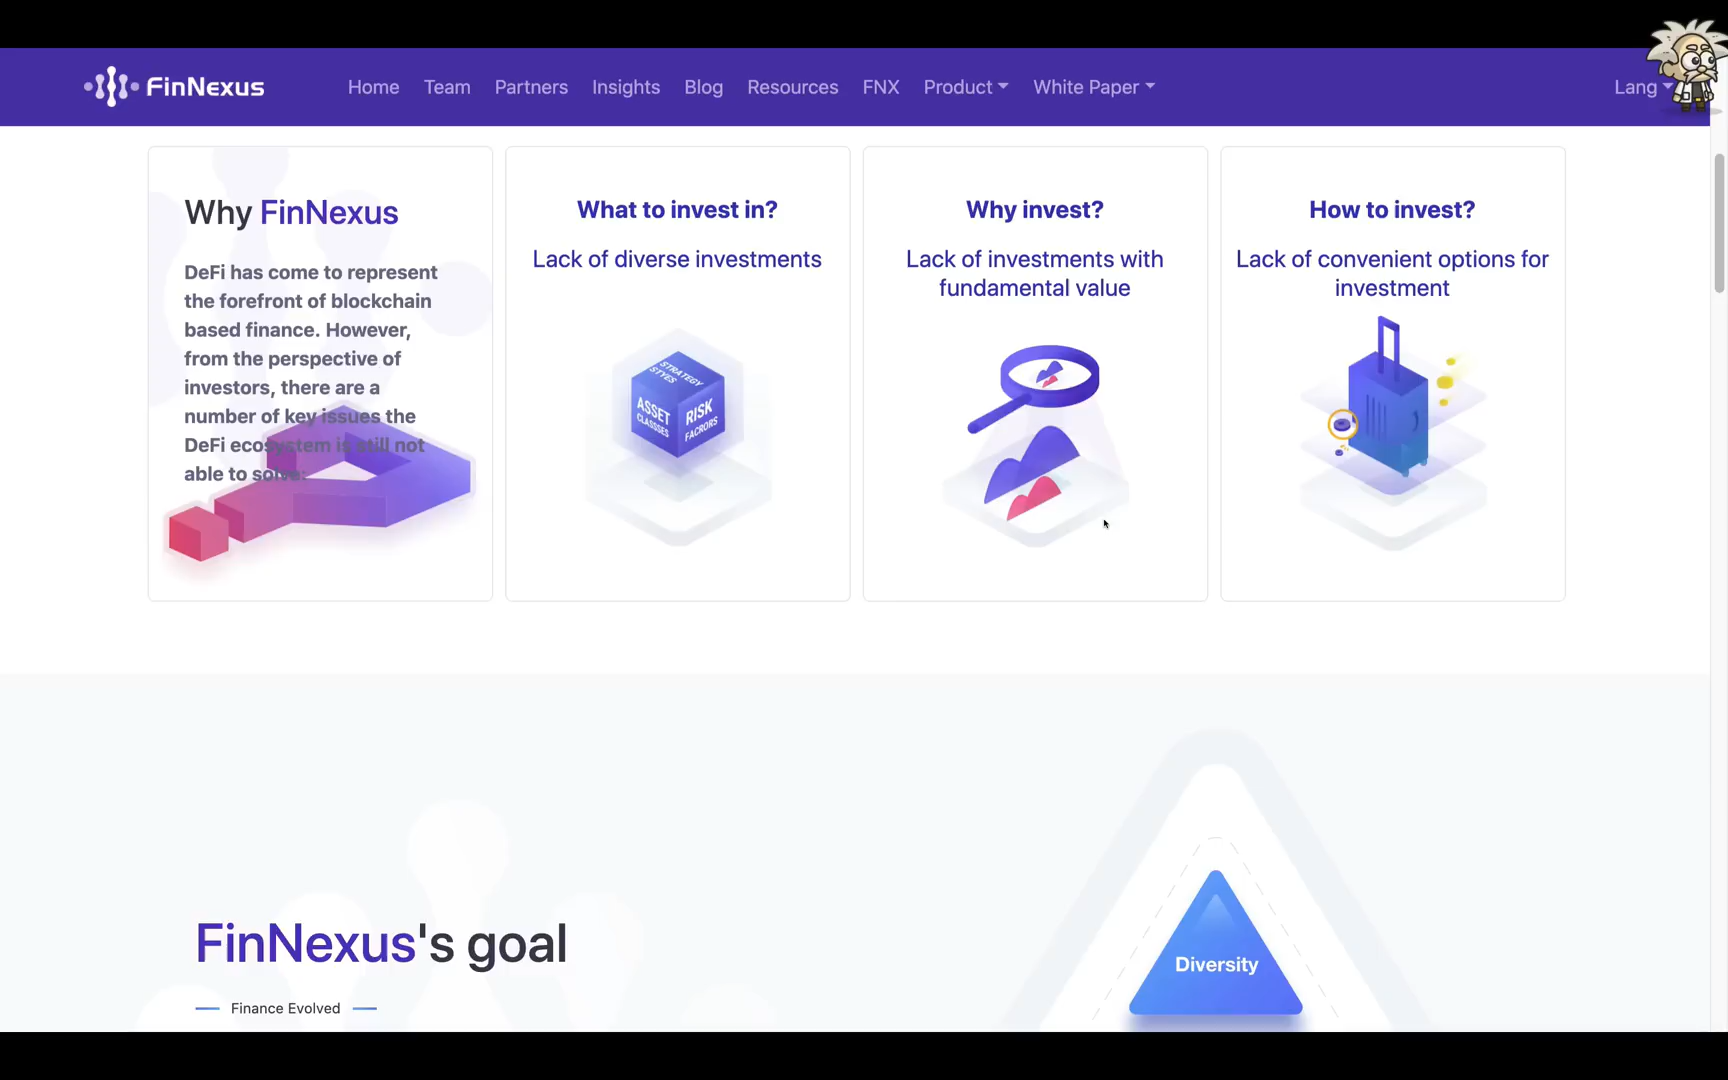 FinNexus
Home Team Partners Insights Blog Resources FNX Product White Paper Lang
Why FinNexus
DeFi has come to represent
the forefront of blockchain
based finance. However,
from the perspective of
investors, there are a
number of key issues the
DeFi ecosystem is still not
able to solve:
What to invest in?
Lack of diverse investments
STRATEGY
STYES
ASSET
CLASSSES
RISK
FACRORS
Why invest?
Lack of investments with
fundamental value
How to invest?
Lack of convenient options for
investment
FinNexus's goal
Finance Evolved
Diversity